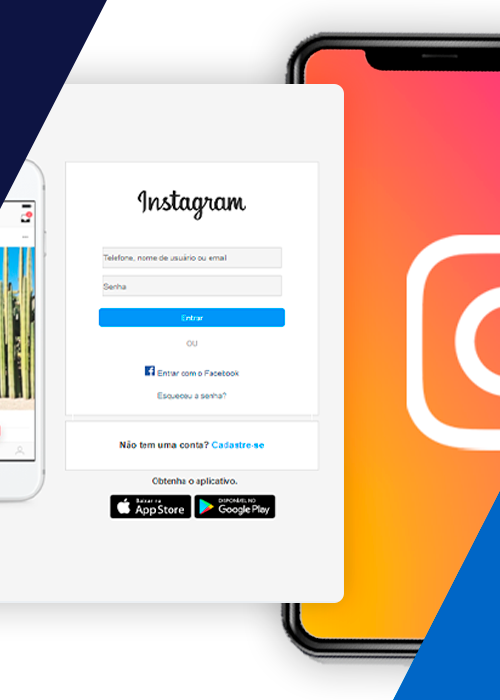 Instagram
Telefone, nome de usuário ou email
Senha
Entrar
OU
Entrar com o Facebook
Esqueceu a senha?
Não tem uma conta? Cadastre-se
Obtenha o aplicativo.
Baixar na
App Store
DISPONÍVEL NO
Google Play